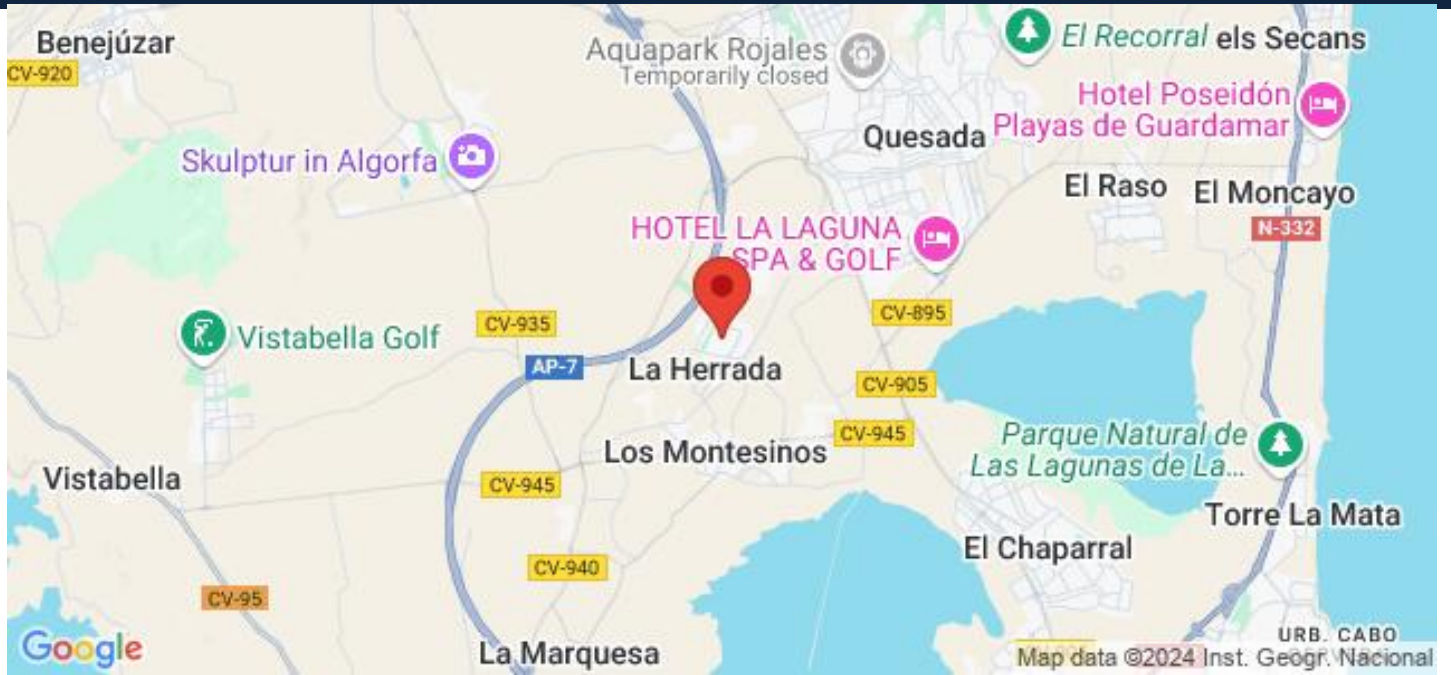 Benejúzar
CV-920
Aquapark Rojales
Temporarily closed
El Recorral
els Secans
Hotel Poseidón
Playas de Guardamar
Quesada
Skulptur in Algorfa
El Raso
El Moncayo
N-332
HOTEL LA LAGUNA
SPA & GOLF
CV-895
CV-935
Vistabella Golf
AP-7
La Herrada
CV-905
CV-945
Los Montesinos
Parque Natural de
Las Lagunas de La...
Vistabella
CV-945
Torre La Mata
El Chaparral
CV-940
CV-95
URB. CABO
Google
La Marquesa
Map data ©2024 Inst. Geogr. Nacional